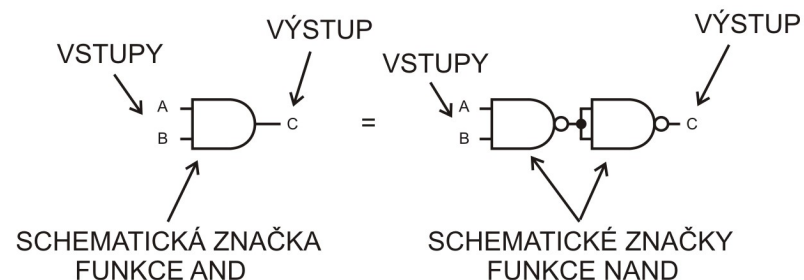 VSTUPY
VÝSTUP
A
B
C
SCHEMATICKÁ ZNAČKA
FUNKCE AND
=
VSTUPY
VÝSTUP
A
B
C
SCHEMATICKÉ ZNAČKY
FUNKCE NAND